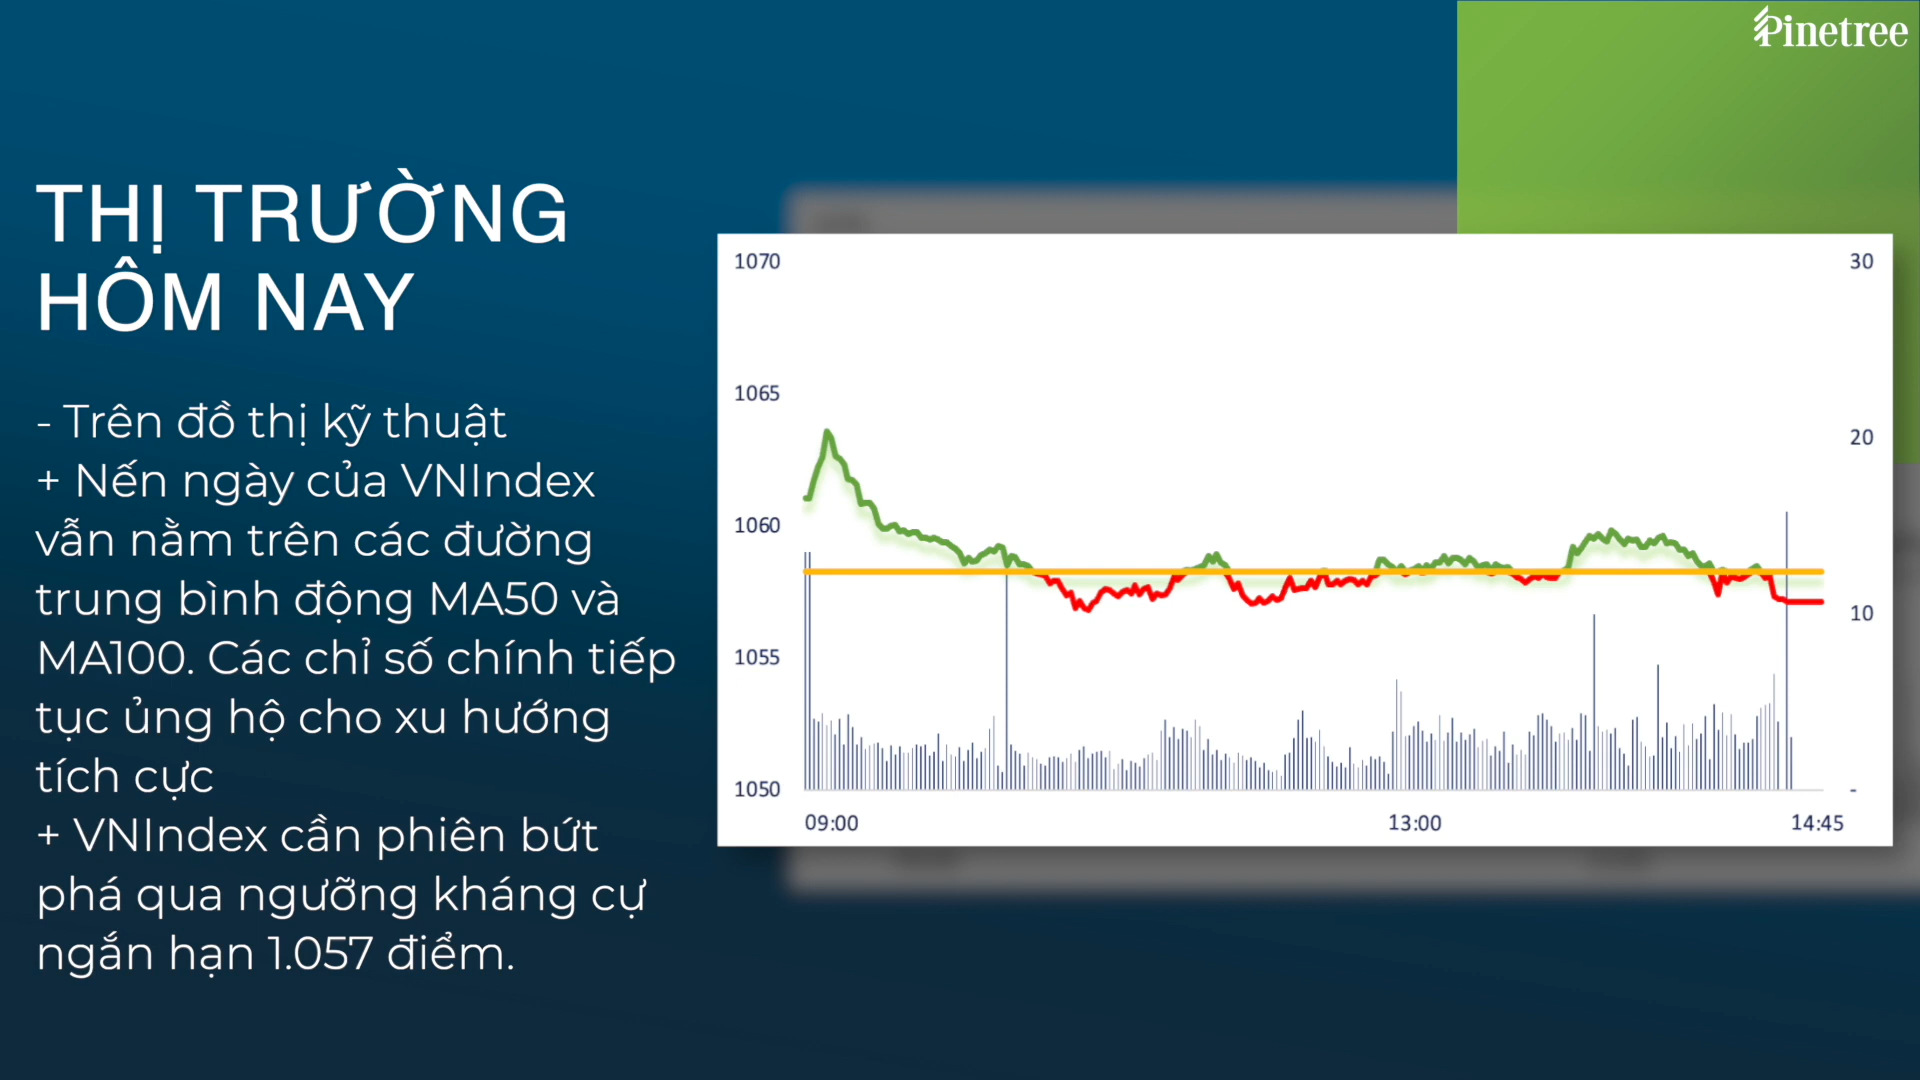 Pinetree
THỊ TRƯỜNG
HÔM NAY
- Trên đồ thị kỹ thuật
+ Nến ngày của VNIndex
vẫn nằm trên các đường
trung bình động MA50 và
MA100. Các chỉ số chính tiếp
tục ủng hộ cho xu hướng
tích cực
+ VNIndex cần phiên bứt
phá qua ngưỡng kháng cự
ngắn hạn 1.057 điểm.
1070
1065
1060
1055
1050
30
20
10
-
09:00
13:00
14:45